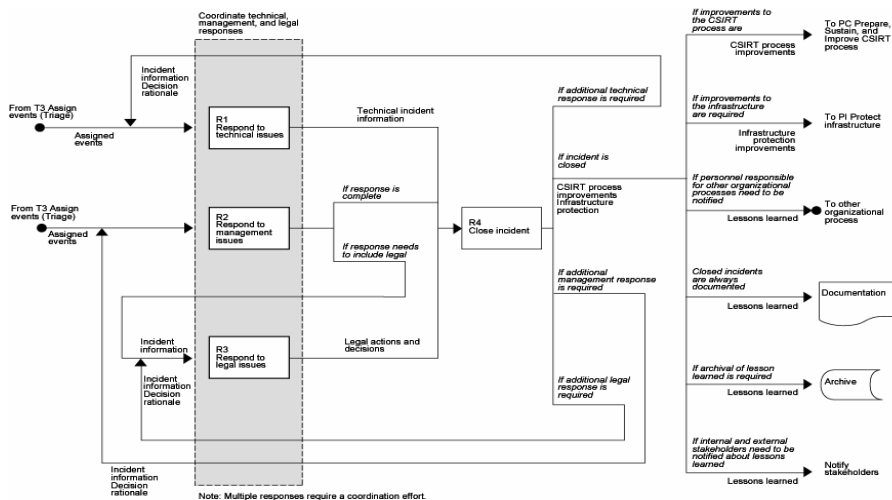 Coordinate technical,
management, and legal
responses
If improvements to
the CSIRT
process are
CSIRT process
improvements
To PC Prepare,
Sustain, and
Improve CSIRT
process
Incident
information
Decision
rationale
If additional technical
response is required
From T3 Assign
events (Triage)
Assigned
events
R1
Respond to
technical issues
Technical incident
information
If improvements to
the infrastructure
are required
Infrastructure
protection
improvements
To PI Protect
infrastructure
If incident is
closed
CSIRT process
improvements
Infrastructure
protection
If personnel responsible
for other organizational
processes need to be
notified
Lessons learned
To other
organizational
process
From T3 Assign
events (Triage)
Assigned
events
R2
Respond to
management
issues
If response is
complete
If response needs
to include legal
R4
Close incident
If additional
management response
is required
Closed incidents
are always
documented
Lessons learned
Documentation
Incident
information
R3
Respond to
legal issues
Legal actions and
decisions
Incident
information
Decision
rationale
If additional legal
response is
required
If archival of lesson
learned is required
Lessons learned
Archive
If internal and external
stakeholders need to be
notified about lessons
learned
Lessons learned
Notify
stakeholders
Incident
information
Decision
rationale
Note: Multiple responses require a coordination effort.